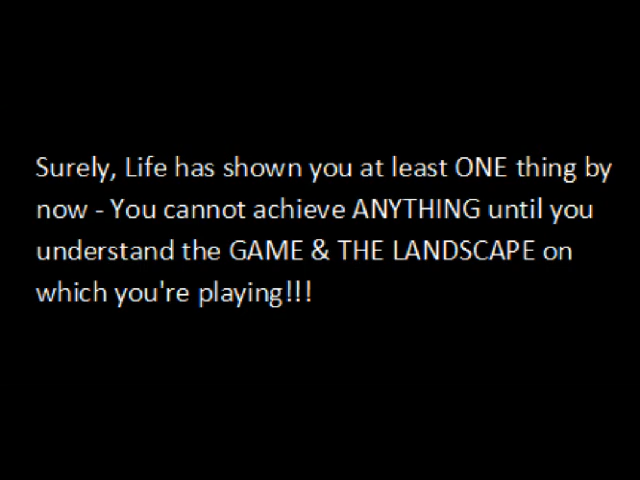 Surely, Life has shown you at least ONE thing by
now - You cannot achieve ANYTHING until you
understand the GAME & THE LANDSCAPE on
which you're playing!!!